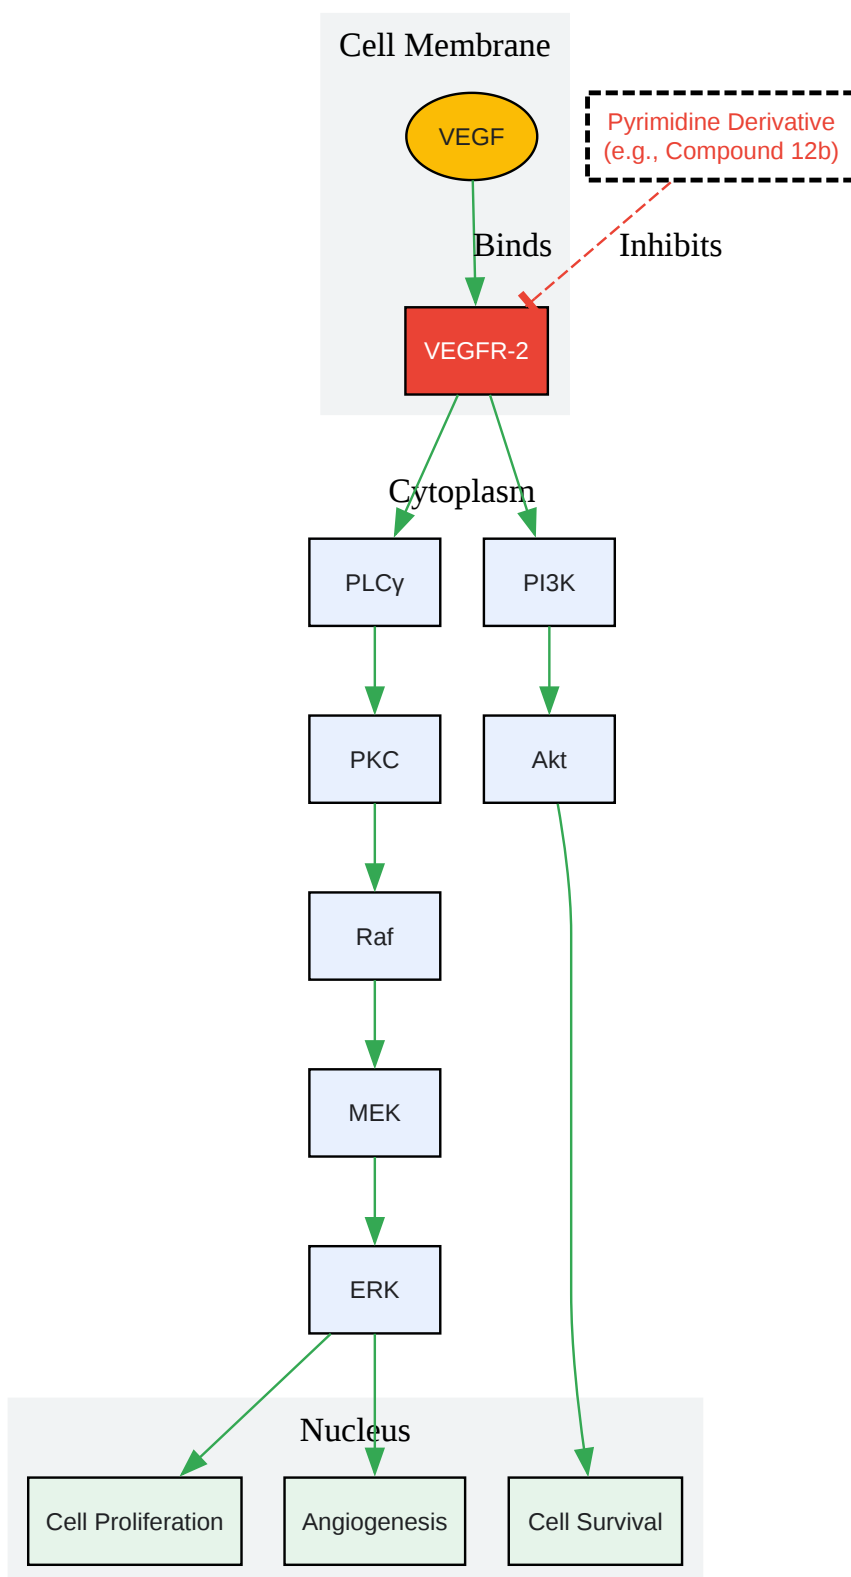 Cell Membrane
VEGF
Pyrimidine Derivative
(e.g., Compound 12b)
Binds
Inhibits
VEGFR-2
Cytoplasm
PLCγ
PI3K
PKC
Akt
Raf
MEK
ERK
Nucleus
Cell Proliferation
Angiogenesis
Cell Survival